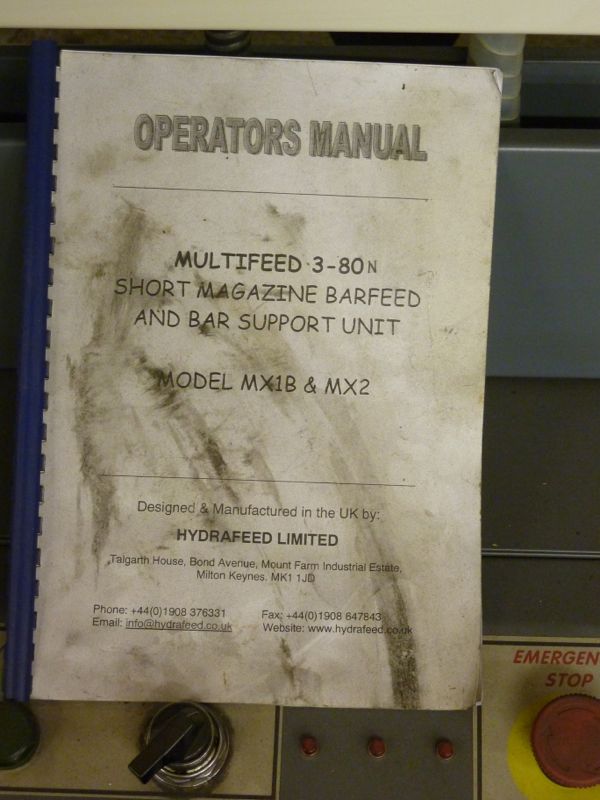 OPERATORS MANUAL
MULTIFEED 3-80N
SHORT MAGAZINE BARFEED
AND BAR SUPPORT UNIT
MODEL MX1B & MX2
Designed & Manufactured in the UK by:
HYDRAFEED LIMITED
Talgarth House, Bond Avenue, Mount Farm Industrial Estate,
Milton Keynes. MK1 1JD
Phone: +44(0)1908 376331 Fax: +44(0)1908 647843
Email: info@hydrafeed.co.uk Website: www.hydrafeed.co.uk
EMERGEN
STOP